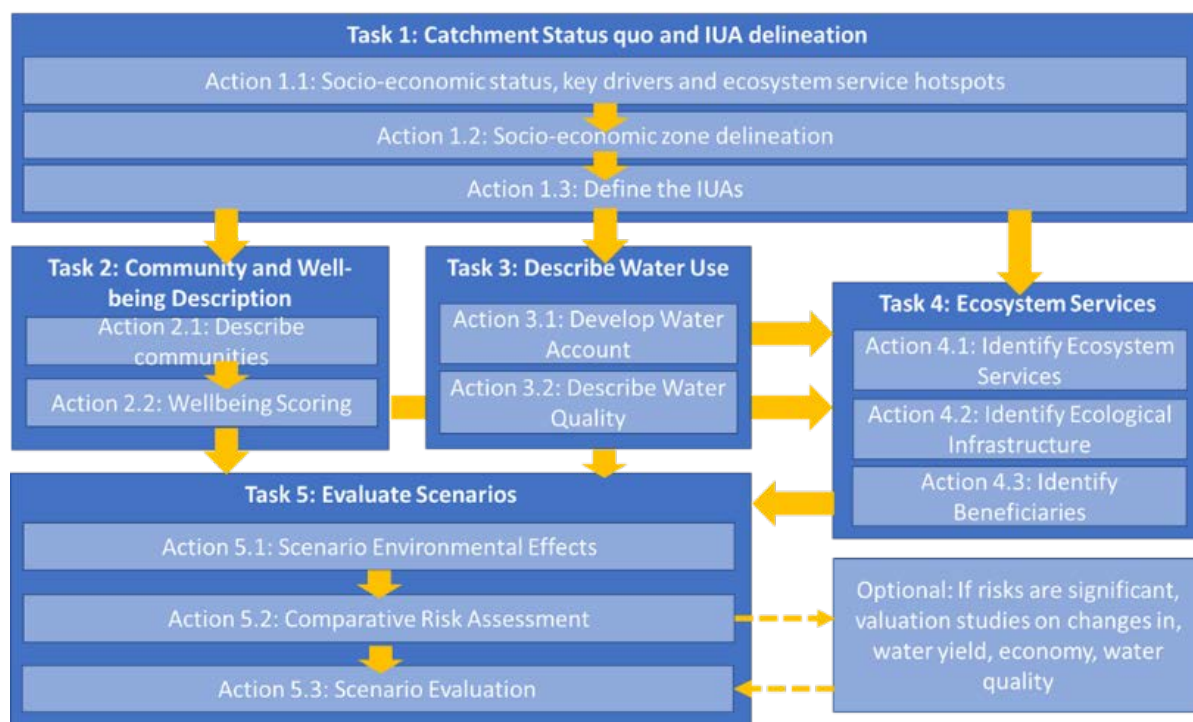 Task 1: Catchment Status quo and IUA delineation
Action 1.1: Socio-economic status, key drivers and ecosystem service hotspots
Action 1.2: Socio-economic zone delineation
Action 1.3: Define the IUAs
Task 2: Community and Well-
being Description
Action 2.1: Describe
communities
Action 2.2: Wellbeing Scoring
Task 3: Describe Water Use
Action 3.1: Develop Water
Account
Action 3.2: Describe Water
Quality
Task 4: Ecosystem Services
Action 4.1: Identify Ecosystem
Services
Action 4.2: Identify Ecological
Infrastructure
Action 4.3: Identify
Beneficiaries
Task 5: Evaluate Scenarios
Action 5.1: Scenario Environmental Effects
Action 5.2: Comparative Risk Assessment
Action 5.3: Scenario Evaluation
Optional: If risks are significant,
valuation studies on changes in,
water yield, economy, water
quality